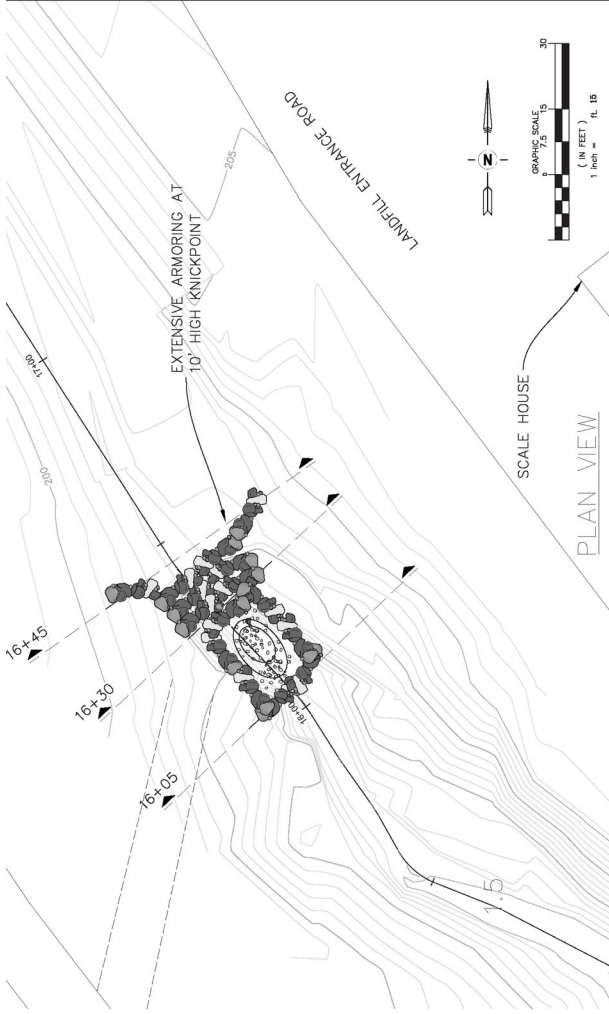 205
LANDFILL ENTRANCE ROAD
EXTENSIVE ARMORING AT
10' HIGH KNICKPOINT
17+00
200
16+45
16+30
16+05
16+00
1.5
N
GRAPHIC SCALE
0 7.5 15 30
( IN FEET )
1 inch = ft. 15
SCALE HOUSE
PLAN VIEW